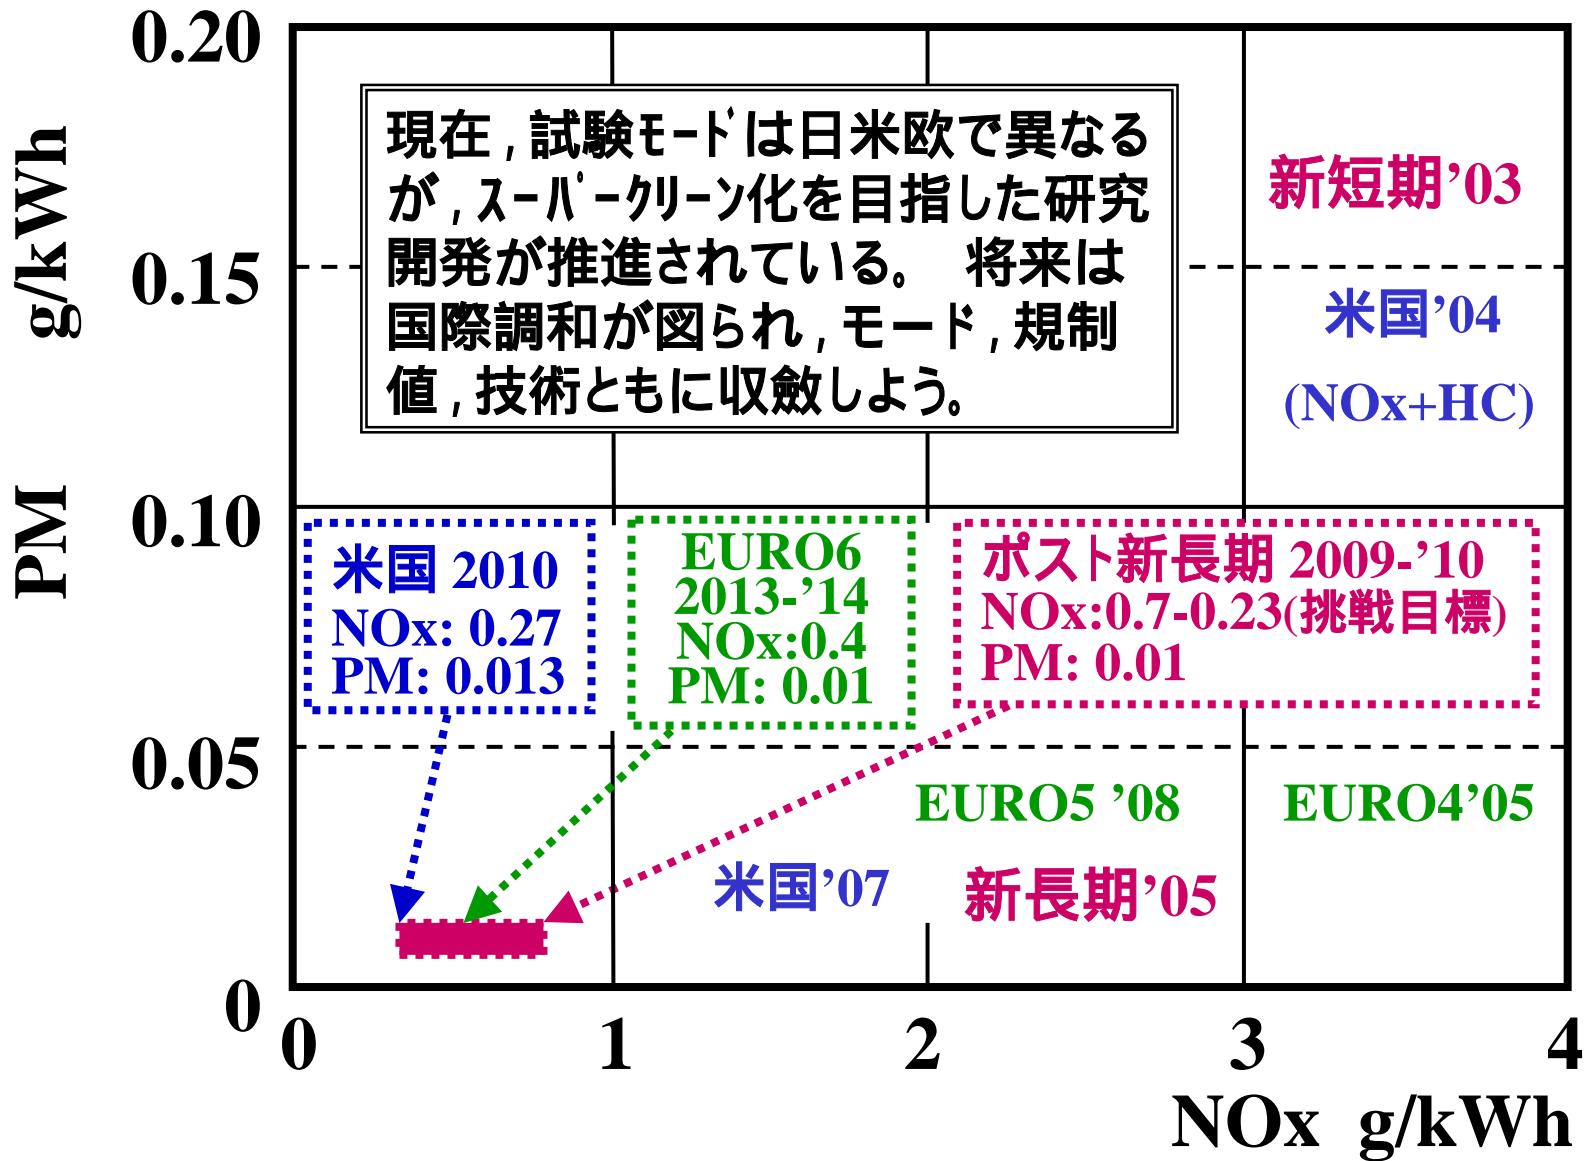 0.20
0.15
0.10
0.05
0
PM g/kWh
現在,試験ﾓｰﾄﾞは日米欧で異なる
が,ｽｰﾊﾟｰｸﾘｰﾝ化を目指した研究
開発が推進されている。 将来は
国際調和が図られ,モード,規制
値,技術ともに収斂しよう。
新短期’03
米国’04
(NOx+HC)
米国 2010
NOx: 0.27
PM: 0.013
EURO6
2013-’14
NOx:0.4
PM: 0.01
ポスト新長期 2009-’10
NOx:0.7-0.23(挑戦目標)
PM: 0.01
EURO5 ’08
EURO4’05
米国’07
新長期’05
0 1 2 3 4
NOx g/kWh